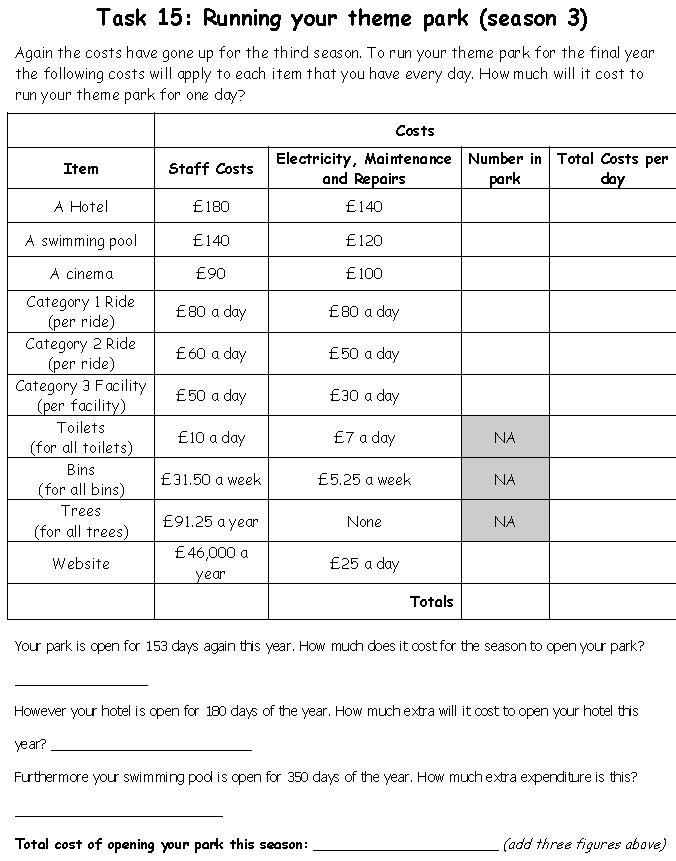 Task 15: Running your theme park (season 3)
Again the costs have gone up for the third season. To run your theme park for the final year
the following costs will apply to each item that you have every day. How much will it cost to
run your theme park for one day?
Costs
Item Staff Costs Electricity, Maintenance and Repairs Number in park Total Costs per day
A Hotel £180 £140
A swimming pool £140 £120
A cinema £90 £100
Category 1 Ride (per ride) £80 a day £80 a day
Category 2 Ride (per ride) £60 a day £50 a day
Category 3 Facility (per facility) £50 a day £30 a day
Toilets (for all toilets) £10 a day £7 a day NA
Bins (for all bins) £31.50 a week £5.25 a week NA
Trees (for all trees) £91.25 a year None NA
Website £46,000 a year £25 a day
Totals
Your park is open for 153 days again this year. How much does it cost for the season to open your park?
However your hotel is open for 180 days of the year. How much extra will it cost to open your hotel this
year?
Furthermore your swimming pool is open for 350 days of the year. How much extra expenditure is this?
Total cost of opening your park this season: (add three figures above)